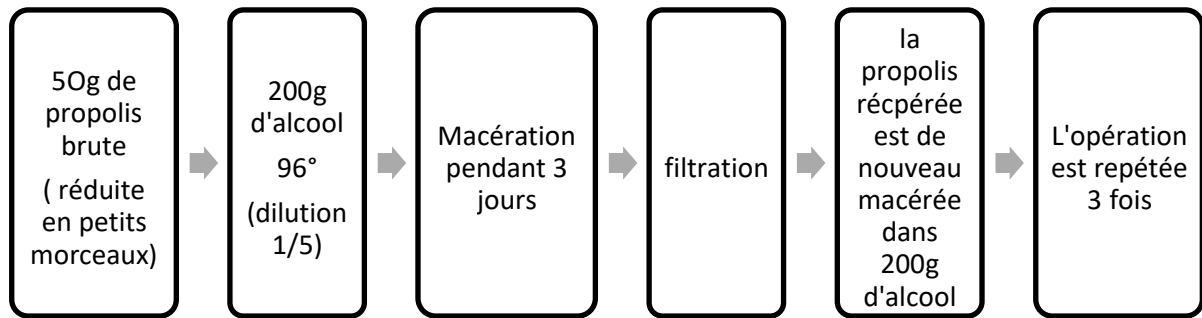 5Og de
propolis
brute
( réduite
en petits
morceaux)
200g
d'alcool
96°
(dilution
1/5)
Macération
pendant 3
jours
filtration
la
propolis
récpérée
est de
nouveau
macérée
dans
200g
d'alcool
L'opération
est repétée
3 fois